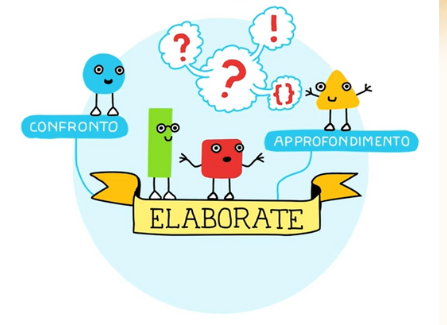 ? ! ? {}
CONFRONTO
APPROFONDIMENTO
ELABORATE